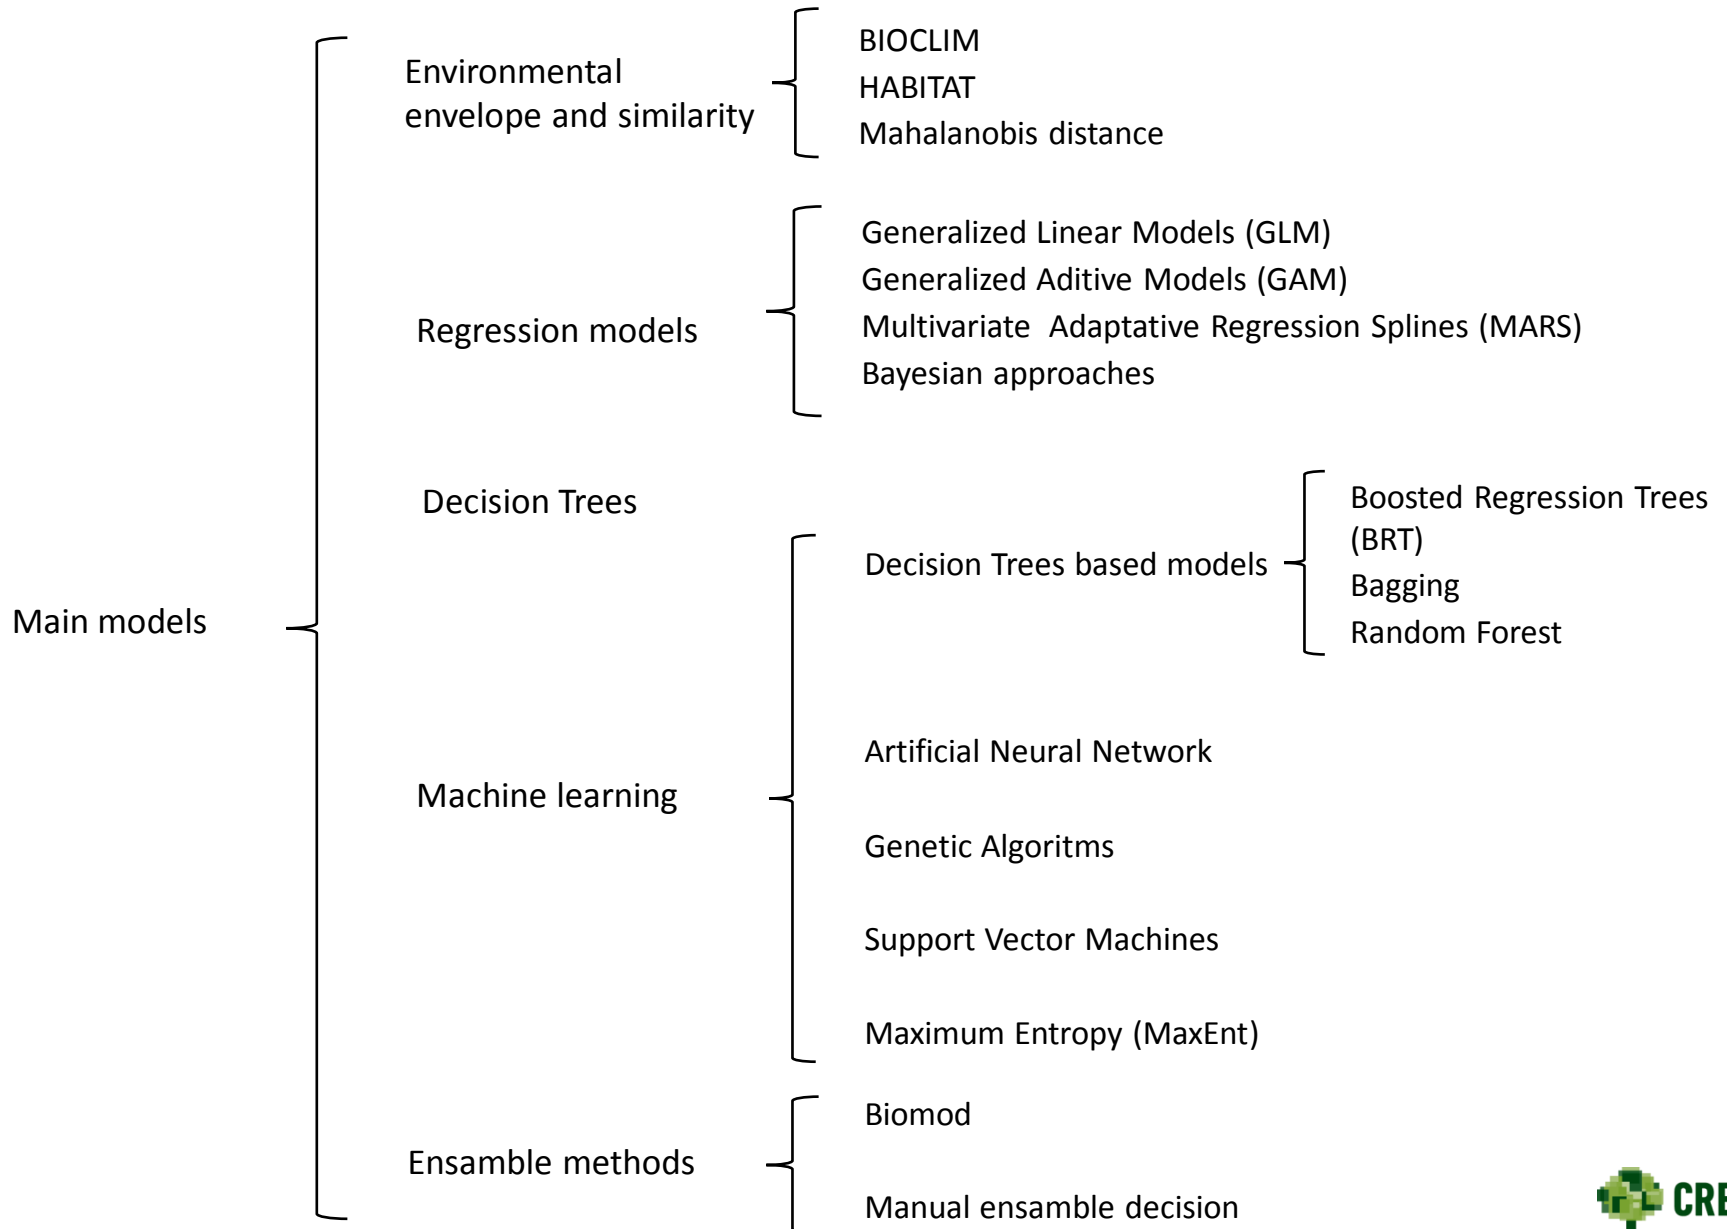 Main models
Environmental
envelope and similarity
BIOCLIM
HABITAT
Mahalanobis distance
Regression models
Generalized Linear Models (GLM)
Generalized Aditive Models (GAM)
Multivariate  Adaptative Regression Splines (MARS)
Bayesian approaches
Decision Trees
Machine learning
Decision Trees based models
Boosted Regression Trees
(BRT)
Bagging
Random Forest
Artificial Neural Network
Genetic Algoritms
Support Vector Machines
Maximum Entropy (MaxEnt)
Ensamble methods
Biomod
Manual ensamble decision